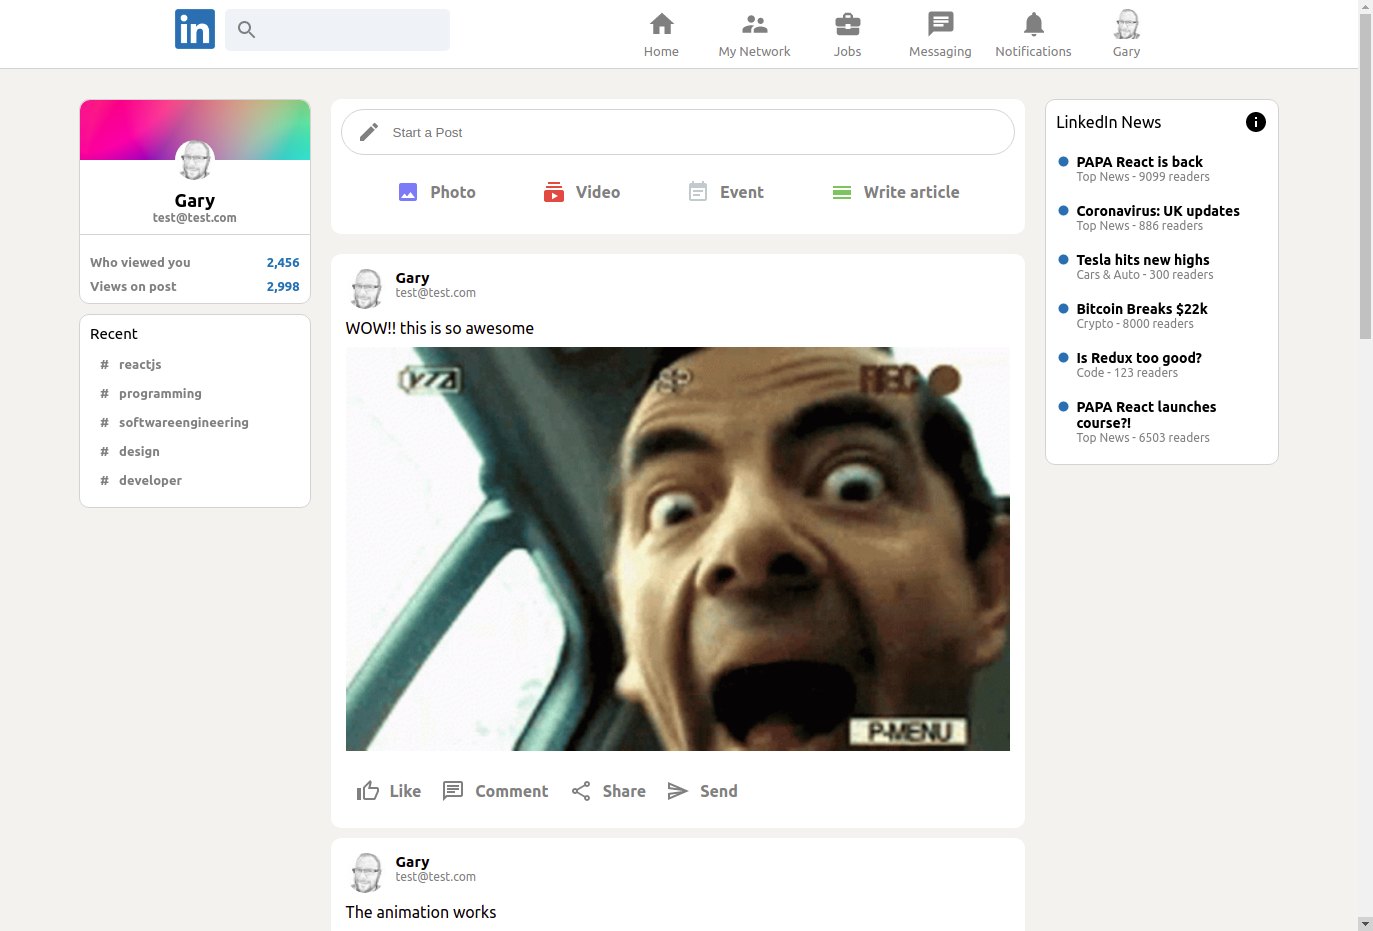 in
Home
My Network
Jobs
Messaging
Notifications
Gary
Gary
test@test.com
Who viewed you 2,456
Views on post 2,998
Recent
# reactjs
# programming
# softwareengineering
# design
# developer
Start a Post
Photo
Video
Event
Write article
Gary
test@test.com
WOW!! this is so awesome
SP
REC
P-MENU
Like
Comment
Share
Send
Gary
test@test.com
The animation works
LinkedIn News
PAPA React is back
Top News - 9099 readers
Coronavirus: UK updates
Top News - 886 readers
Tesla hits new highs
Cars & Auto - 300 readers
Bitcoin Breaks $22k
Crypto - 8000 readers
Is Redux too good?
Code - 123 readers
PAPA React launches
course?!
Top News - 6503 readers